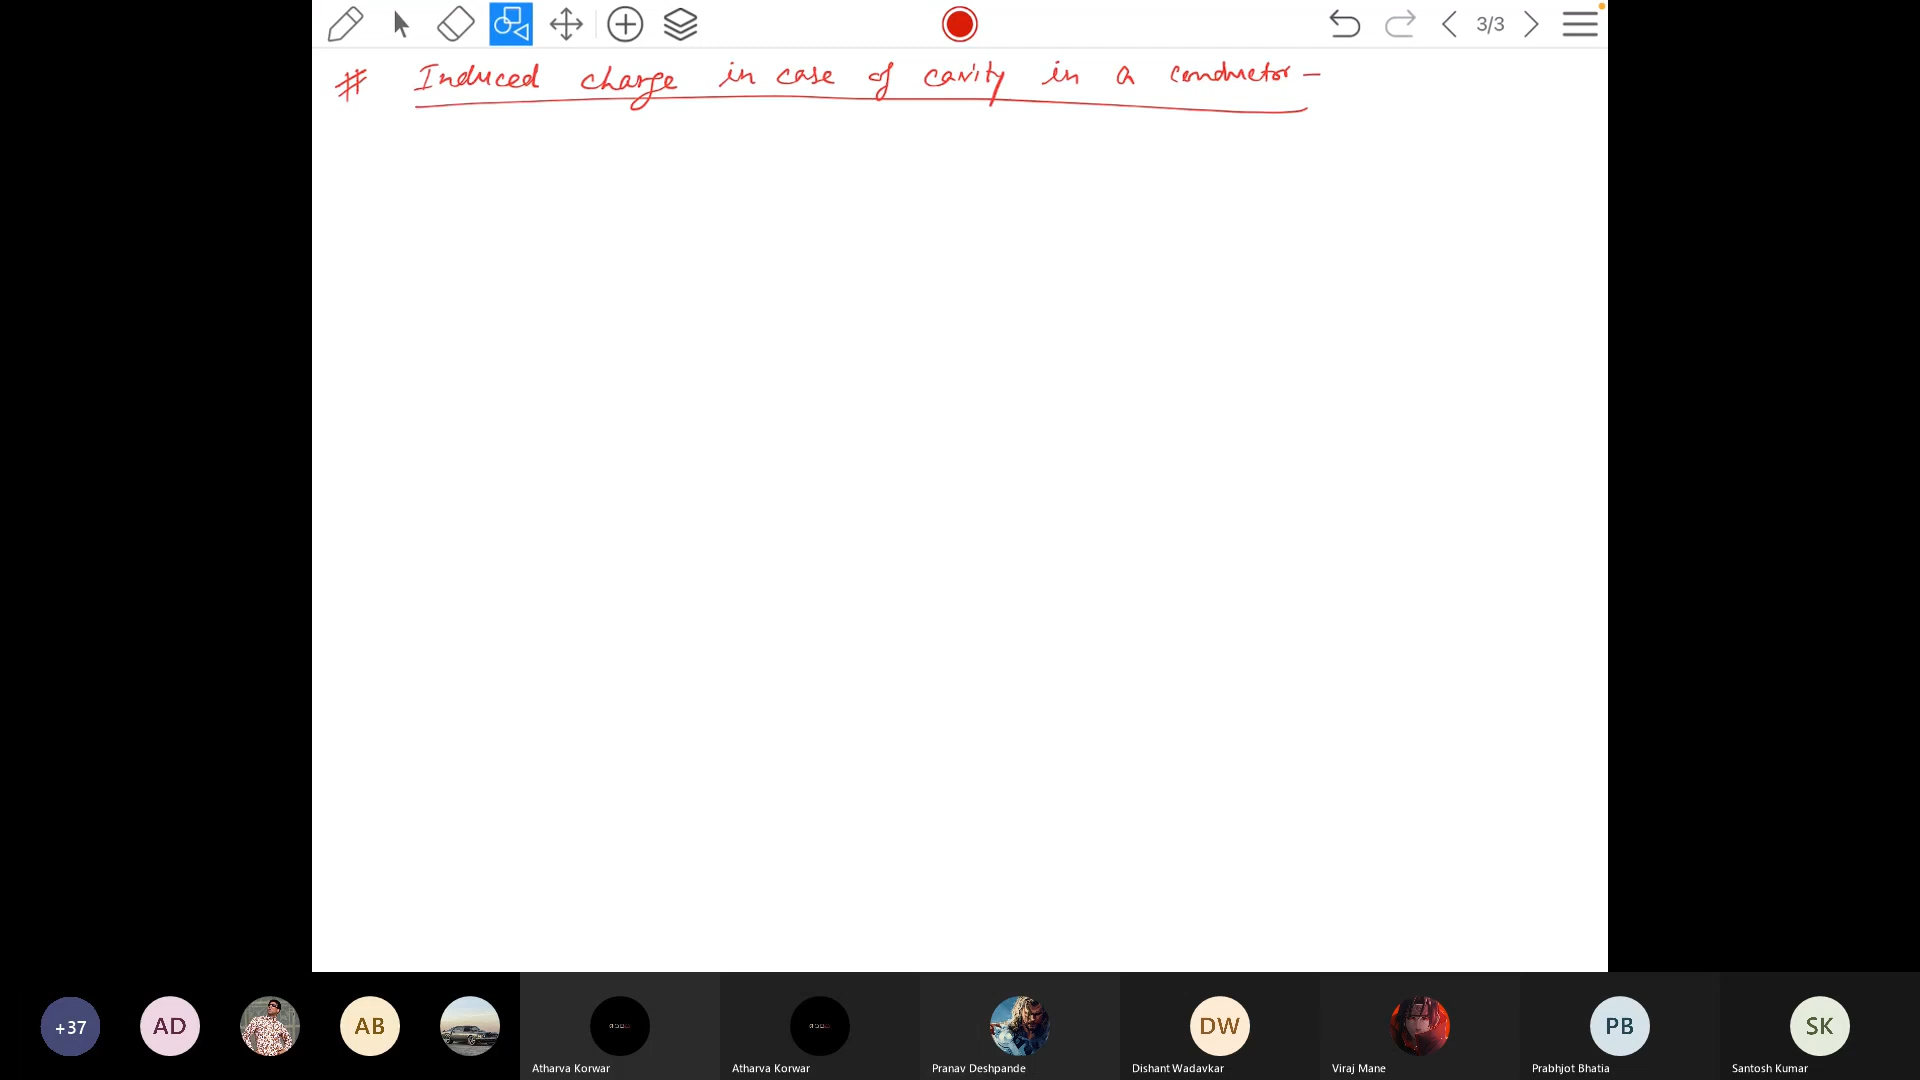 3/3
# Induced charge in case of cavity in a conductor -
+37
AD
AB
DW
PB
SK
Atharva Korwar
Atharva Korwar
Pranav Deshpande
Dishant Wadavkar
Viraj Mane
Prabhjot Bhatia
Santosh Kumar